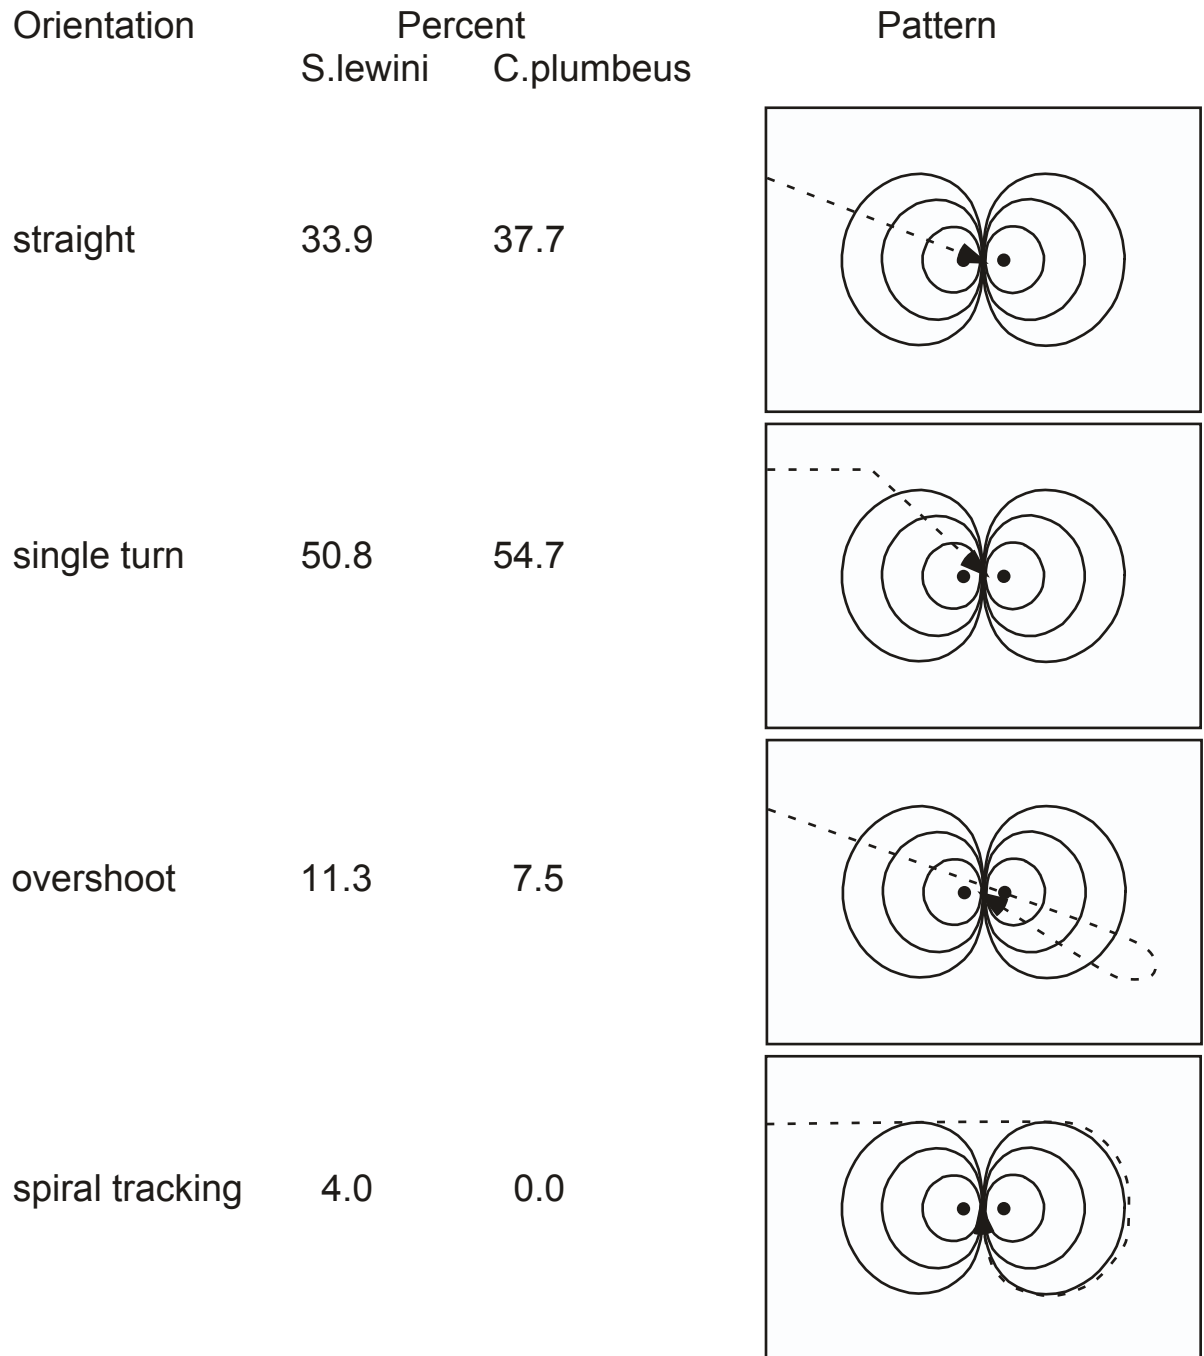 Orientation Percent Pattern
S.lewini C.plumbeus
straight 33.9 37.7
single turn 50.8 54.7
overshoot 11.3 7.5
spiral tracking 4.0 0.0